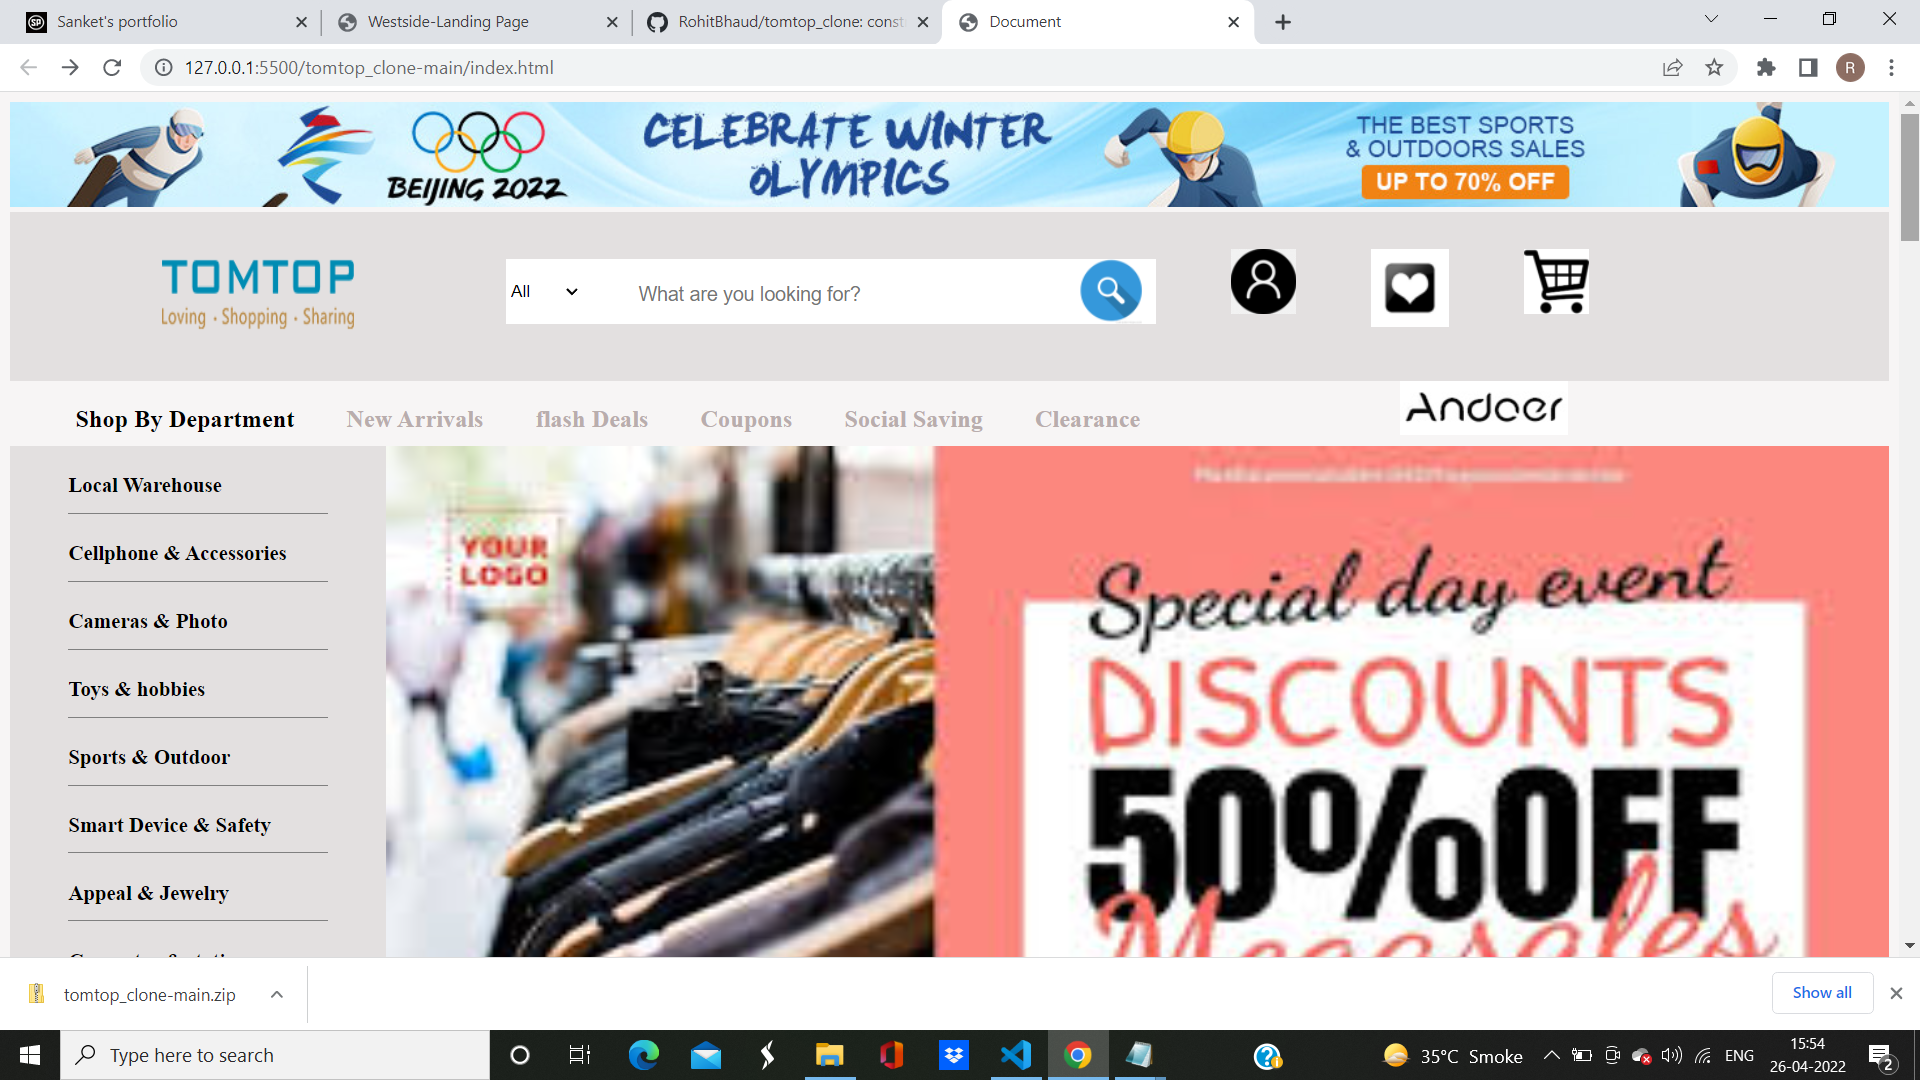 Sanket's portfolio
Westside-Landing Page
RohitBhaud/tomtop_clone: const
Document
127.0.0.1:5500/tomtop_clone-main/index.html
R
BEIJING 2022
CELEBRATE WINTER
OLYMPICS
THE BEST SPORTS
& OUTDOORS SALES
UP TO 70% OFF
TOMTOP
Loving · Shopping · Sharing
All
What are you looking for?
Shop By Department
New Arrivals
flash Deals
Coupons
Social Saving
Clearance
Andoer
Local Warehouse
Cellphone & Accessories
Cameras & Photo
Toys & hobbies
Sports & Outdoor
Smart Device & Safety
Appeal & Jewelry
YOUR
LOGO
Special day event
DISCOUNTS
50%OFF
Megasales
tomtop_clone-main.zip
Show all
Type here to search
35°C Smoke
ENG
15:54
26-04-2022
2